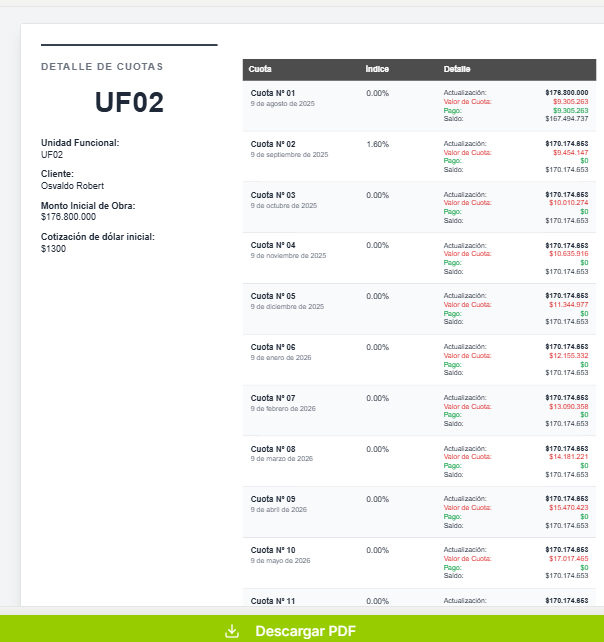 DETALLE DE CUOTAS
UF02
Unidad Funcional:
UF02
Cliente:
Osvaldo Robert
Monto Inicial de Obra:
$176.800.000
Cotización de dólar inicial:
$1300
Cuota Indice Detalle
Cuota Nº 01 0.00% Actualización: $176.800.000
9 de agosto de 2025 Valor de Cuota: $9.305.263
Pago: $9.305.263
Saldo: $167.494.737
Cuota Nº 02 1.60% Actualización: $170.174.653
9 de septiembre de 2025 Valor de Cuota: $9.454.147
Pago: $0
Saldo: $170.174.653
Cuota Nº 03 0.00% Actualización: $170.174.653
9 de octubre de 2025 Valor de Cuota: $10.010.274
Pago: $0
Saldo: $170.174.653
Cuota Nº 04 0.00% Actualización: $170.174.653
9 de noviembre de 2025 Valor de Cuota: $10.635.916
Pago: $0
Saldo: $170.174.653
Cuota Nº 05 0.00% Actualización: $170.174.653
9 de diciembre de 2025 Valor de Cuota: $11.344.977
Pago: $0
Saldo: $170.174.653
Cuota Nº 06 0.00% Actualización: $170.174.653
9 de enero de 2026 Valor de Cuota: $12.155.332
Pago: $0
Saldo: $170.174.653
Cuota Nº 07 0.00% Actualización: $170.174.653
9 de febrero de 2026 Valor de Cuota: $13.090.358
Pago: $0
Saldo: $170.174.653
Cuota Nº 08 0.00% Actualización: $170.174.653
9 de marzo de 2026 Valor de Cuota: $14.181.221
Pago: $0
Saldo: $170.174.653
Cuota Nº 09 0.00% Actualización: $170.174.653
9 de abril de 2026 Valor de Cuota: $15.470.423
Pago: $0
Saldo: $170.174.653
Cuota Nº 10 0.00% Actualización: $170.174.653
9 de mayo de 2026 Valor de Cuota: $17.017.465
Pago: $0
Saldo: $170.174.653
Cuota Nº 11 0.00% Actualización: $170.174.653
Descargar PDF